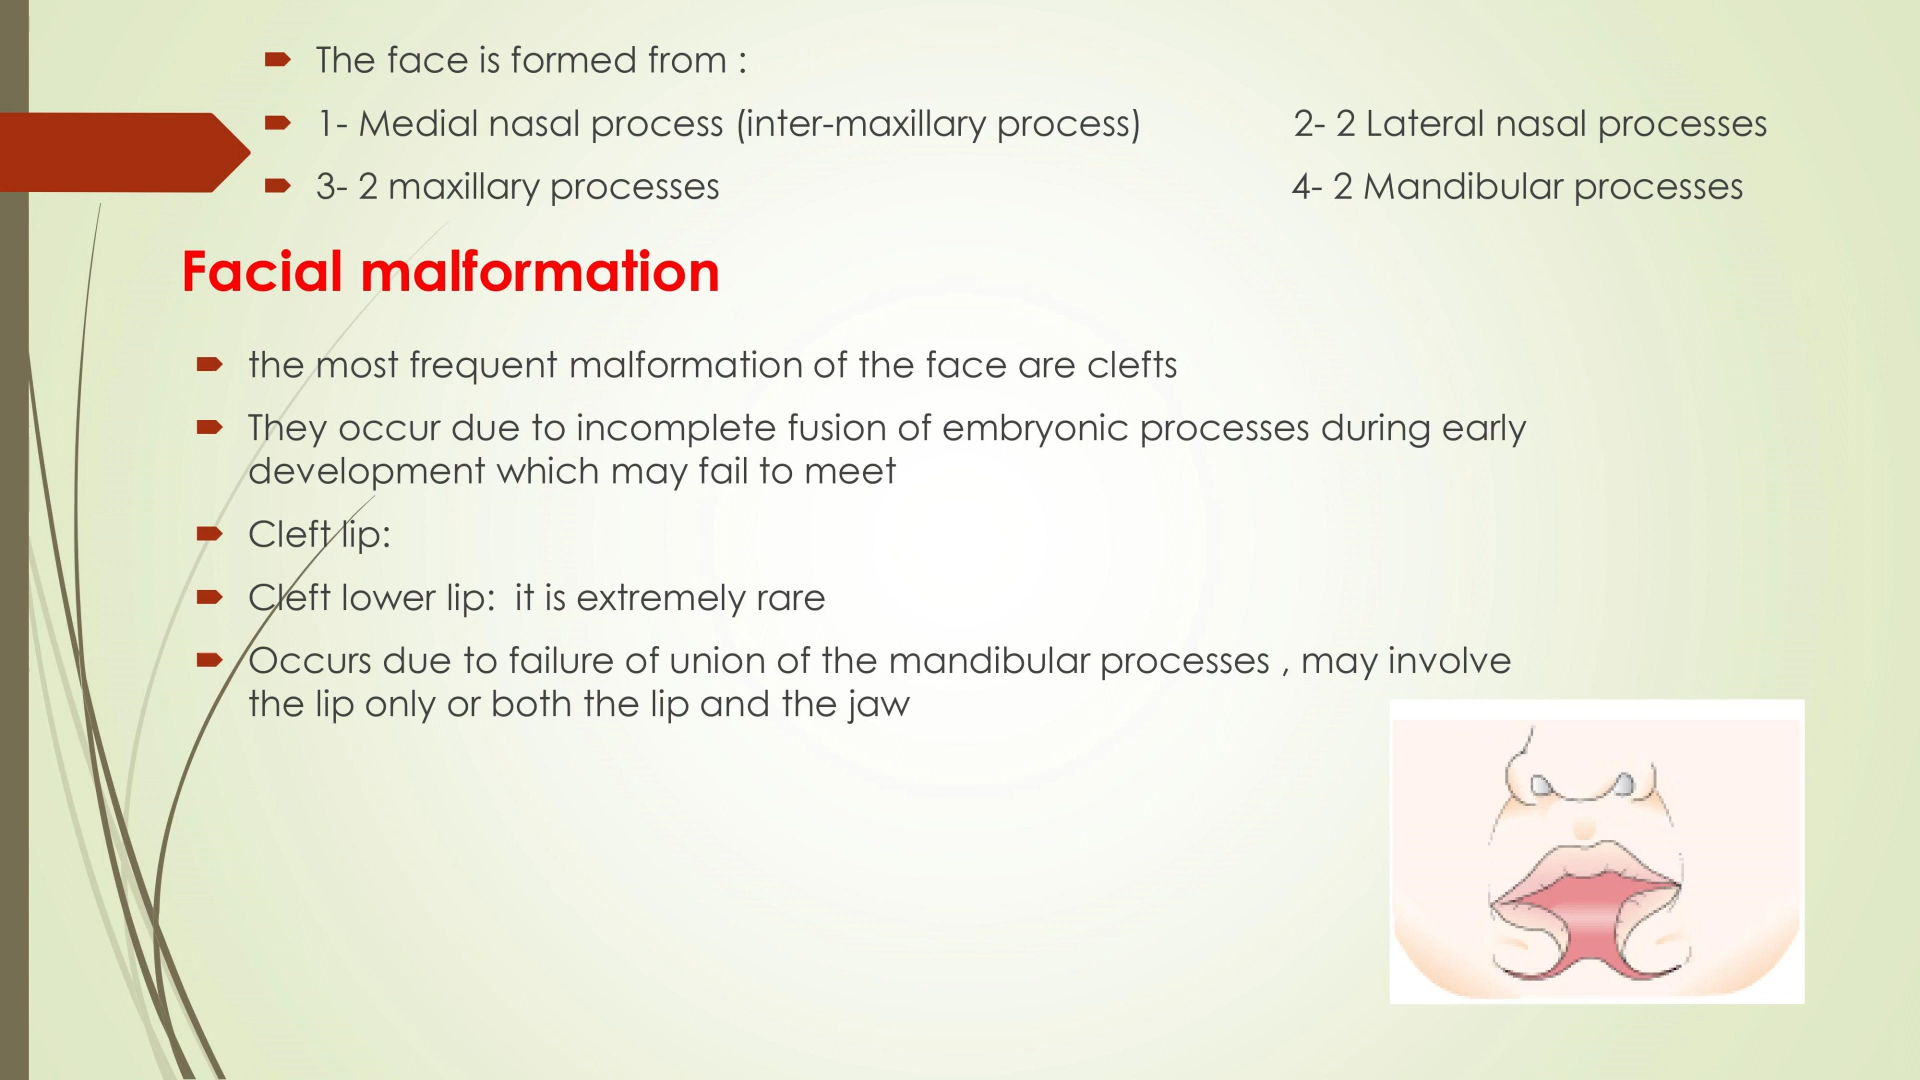 The face is formed from :
1- Medial nasal process (inter-maxillary process) 2- 2 Lateral nasal processes
3- 2 maxillary processes 4- 2 Mandibular processes
Facial malformation
the most frequent malformation of the face are clefts
They occur due to incomplete fusion of embryonic processes during early
development which may fail to meet
Cleft lip:
Cleft lower lip: it is extremely rare
Occurs due to failure of union of the mandibular processes , may involve
the lip only or both the lip and the jaw